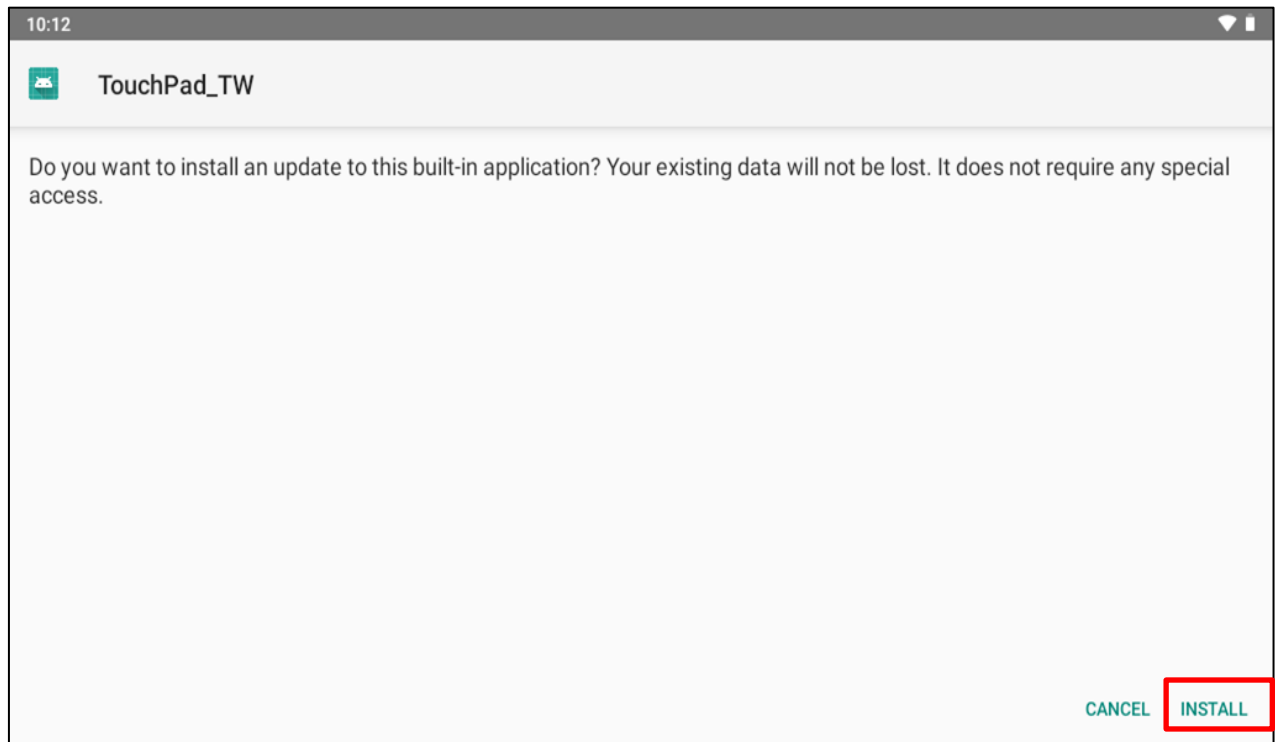 10:12
TouchPad_TW
Do you want to install an update to this built-in application? Your existing data will not be lost. It does not require any special
access.
CANCEL INSTALL